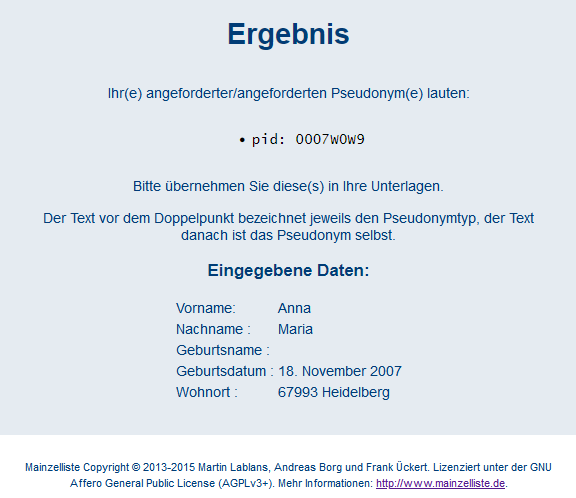 Ergebnis
Ihr(e) angeforderter/angeforderten Pseudonym(e) lauten:
• pid: 0007W0W9
Bitte übernehmen Sie diese(s) in Ihre Unterlagen.
Der Text vor dem Doppelpunkt bezeichnet jeweils den Pseudonymtyp, der Text
danach ist das Pseudonym selbst.
Eingegebene Daten:
Vorname: Anna
Nachname : Maria
Geburtsname :
Geburtsdatum : 18. November 2007
Wohnort : 67993 Heidelberg
Mainzelliste Copyright © 2013-2015 Martin Lablans, Andreas Borg und Frank Ückert. Lizenziert unter der GNU
Affero General Public License (AGPLv3+). Mehr Informationen: http://www.mainzelliste.de.